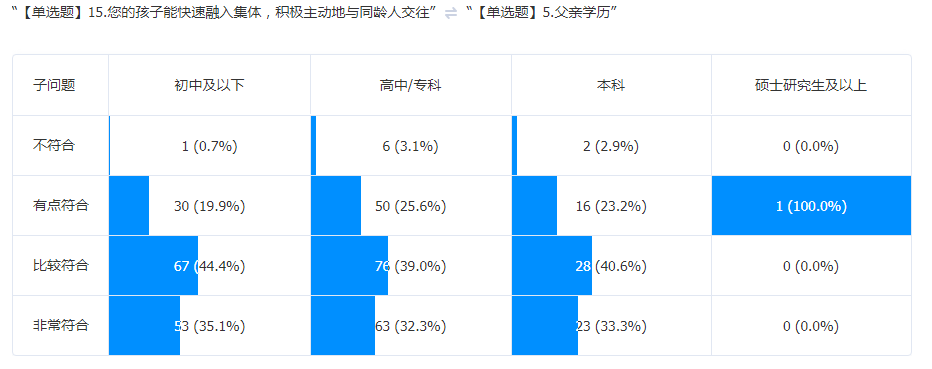 “【单选题】15.您的孩子能快速融入集体，积极主动地与同龄人交往” ⇌ “【单选题】5.父亲学历”
子问题 初中及以下 高中/专科 本科 硕士研究生及以上
不符合 1 (0.7%) 6 (3.1%) 2 (2.9%) 0 (0.0%)
有点符合 30 (19.9%) 50 (25.6%) 16 (23.2%) 1 (100.0%)
比较符合 67 (44.4%) 76 (39.0%) 28 (40.6%) 0 (0.0%)
非常符合 53 (35.1%) 63 (32.3%) 23 (33.3%) 0 (0.0%)